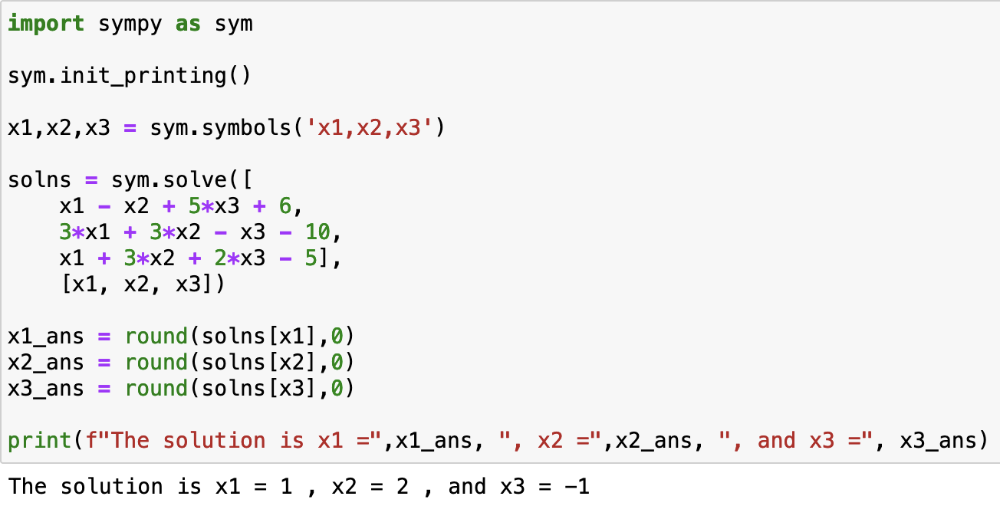 import sympy as sym
sym.init_printing()
x1,x2,x3 = sym.symbols('x1,x2,x3')
solns = sym.solve([
    x1 - x2 + 5*x3 + 6,
    3*x1 + 3*x2 - x3 - 10,
    x1 + 3*x2 + 2*x3 - 5],
    [x1, x2, x3])
x1_ans = round(solns[x1],0)
x2_ans = round(solns[x2],0)
x3_ans = round(solns[x3],0)
print(f"The solution is x1 =",x1_ans, ", x2 =",x2_ans, ", and x3 =", x3_ans)
The solution is x1 = 1 , x2 = 2 , and x3 = -1